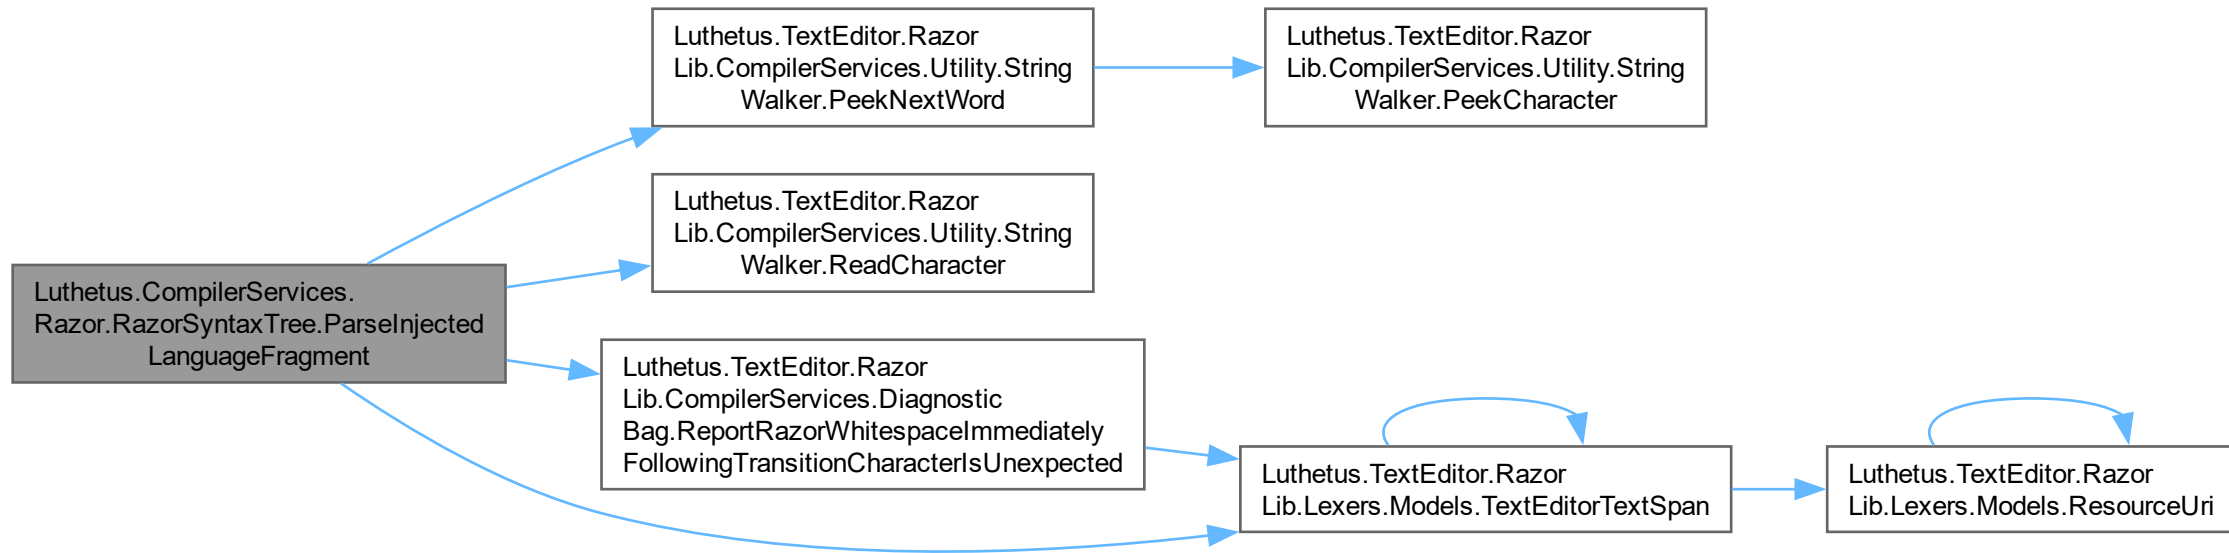 Luthetus.TextEditor.Razor
Lib.CompilerServices.Utility.String
Walker.PeekNextWord
Luthetus.TextEditor.Razor
Lib.CompilerServices.Utility.String
Walker.PeekCharacter
Luthetus.TextEditor.Razor
Lib.CompilerServices.Utility.String
Walker.ReadCharacter
Luthetus.CompilerServices.
Razor.RazorSyntaxTree.ParseInjected
LanguageFragment
Luthetus.TextEditor.Razor
Lib.CompilerServices.Diagnostic
Bag.ReportRazorWhitespaceImmediately
FollowingTransitionCharacterIsUnexpected
Luthetus.TextEditor.Razor
Lib.Lexers.Models.TextEditorTextSpan
Luthetus.TextEditor.Razor
Lib.Lexers.Models.ResourceUri